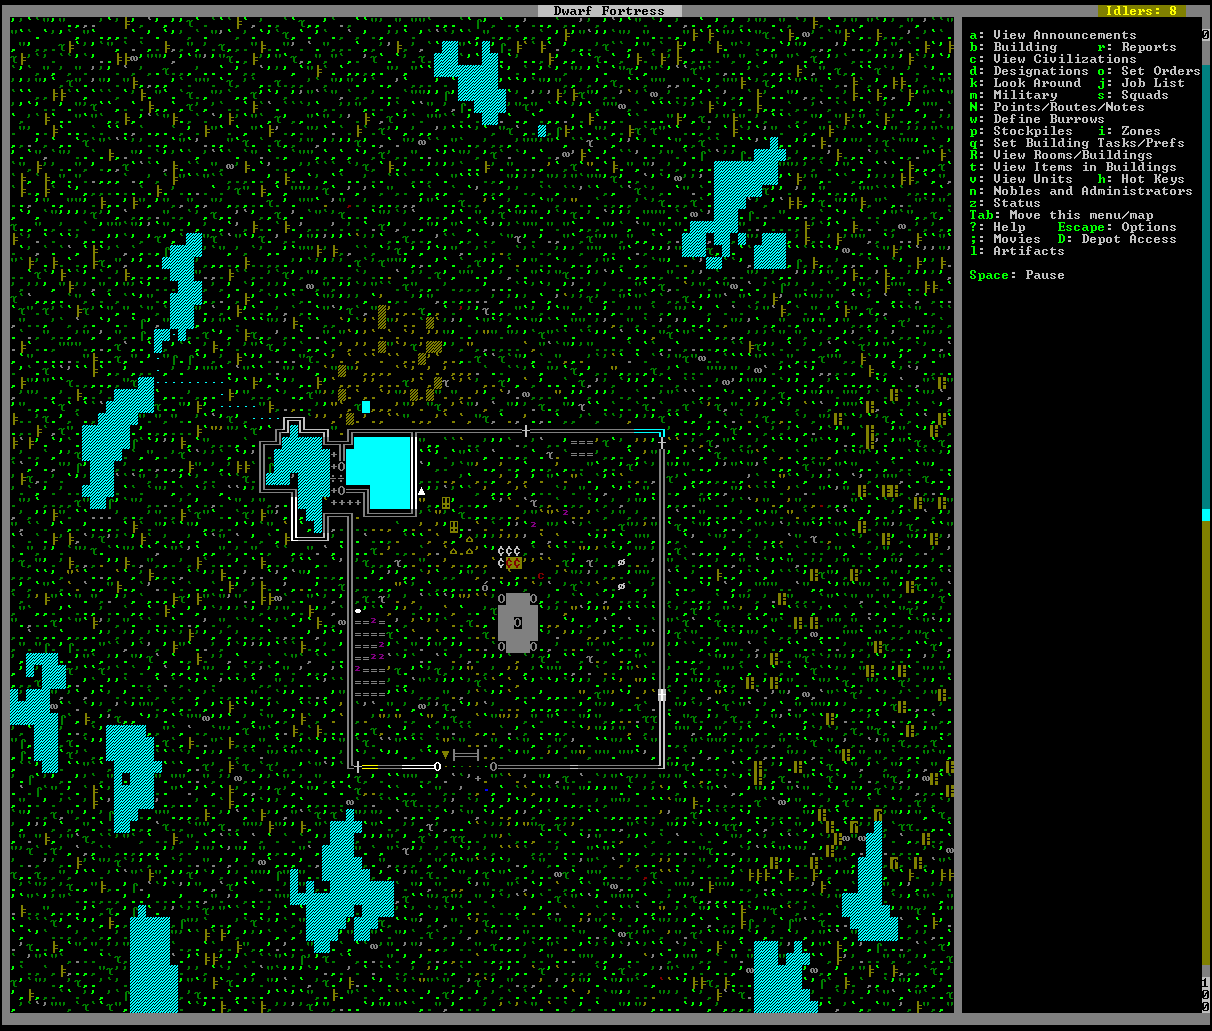 Dwarf Fortress Idlers: 8
a: View Announcements
b: Building r: Reports
c: View Civilizations
d: Designations o: Set Orders
k: Look Around j: Job List
m: Military s: Squads
N: Points/Routes/Notes
w: Define Burrows
p: Stockpiles i: Zones
q: Set Building Tasks/Prefs
R: View Rooms/Buildings
t: View Items in Buildings
v: View Units h: Hot Keys
n: Nobles and Administrators
z: Status
Tab: Move this menu/map
?: Help Escape: Options
;: Movies D: Depot Access
l: Artifacts
Space: Pause
0
100